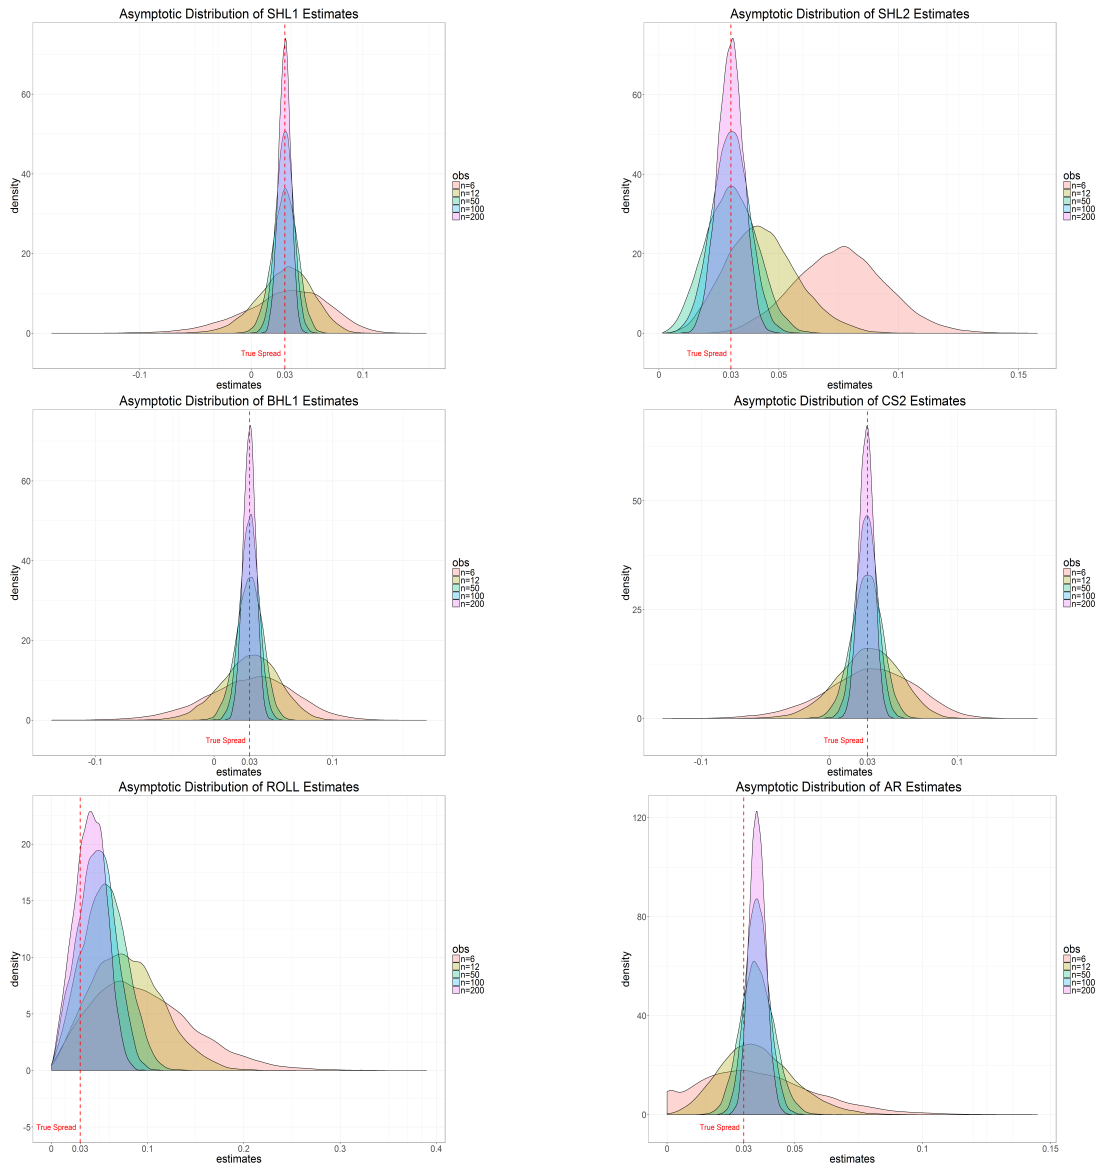 Asymptotic Distribution of SHL1 Estimates
density
60
40
20
0
True Spread
-0.1 0 0.03 0.1
estimates
obs
n=6
n=12
n=50
n=100
n=200
Asymptotic Distribution of SHL2 Estimates
density
60
40
20
0
True Spread
0 0.03 0.05 0.1 0.15
estimates
obs
n=6
n=12
n=50
n=100
n=200
Asymptotic Distribution of BHL1 Estimates
density
60
40
20
0
True Spread
-0.1 0 0.03 0.1
estimates
obs
n=6
n=12
n=50
n=100
n=200
Asymptotic Distribution of CS2 Estimates
density
50
25
0
True Spread
-0.1 0 0.03 0.1
estimates
obs
n=6
n=12
n=50
n=100
n=200
Asymptotic Distribution of ROLL Estimates
density
20
15
10
5
0
-5
True Spread
0 0.03 0.1 0.2 0.3 0.4
estimates
obs
n=6
n=12
n=50
n=100
n=200
Asymptotic Distribution of AR Estimates
density
120
80
40
0
True Spread
0 0.03 0.05 0.1 0.15
estimates
obs
n=6
n=12
n=50
n=100
n=200